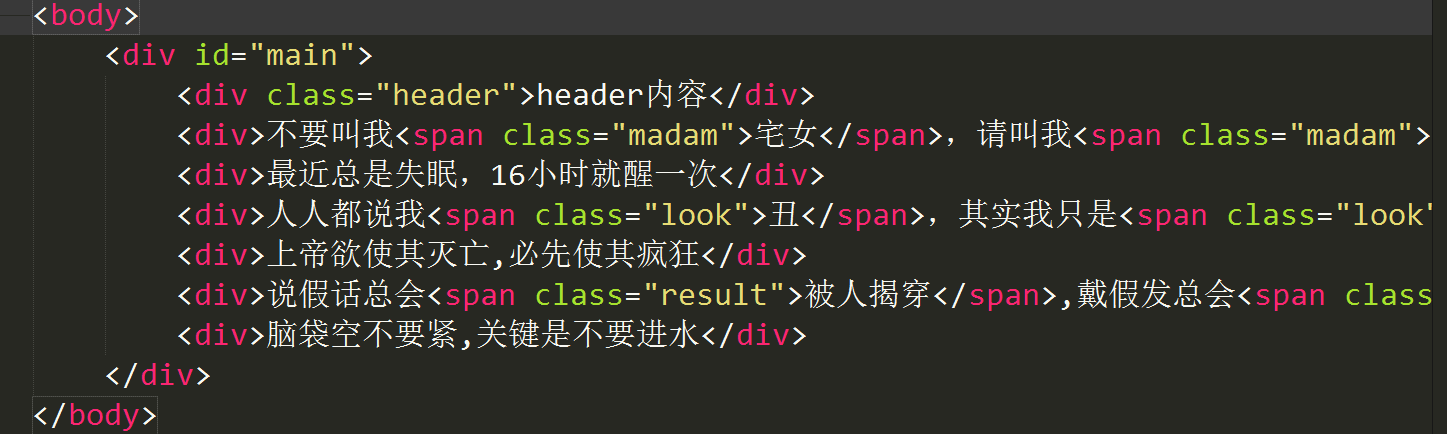 <body>
<div id="main">
<div class="header">header内容</div>
<div>不要叫我<span class="madam">宅女</span>，请叫我<span class="madam">
<div>最近总是失眠，16小时就醒一次</div>
<div>人人都说我<span class="look">丑</span>，其实我只是<span class="look"
<div>上帝欲使其灭亡,必先使其疯狂</div>
<div>说假话总会<span class="result">被人揭穿</span>,戴假发总会<span class
<div>脑袋空不要紧,关键是不要进水</div>
</div>
</body>